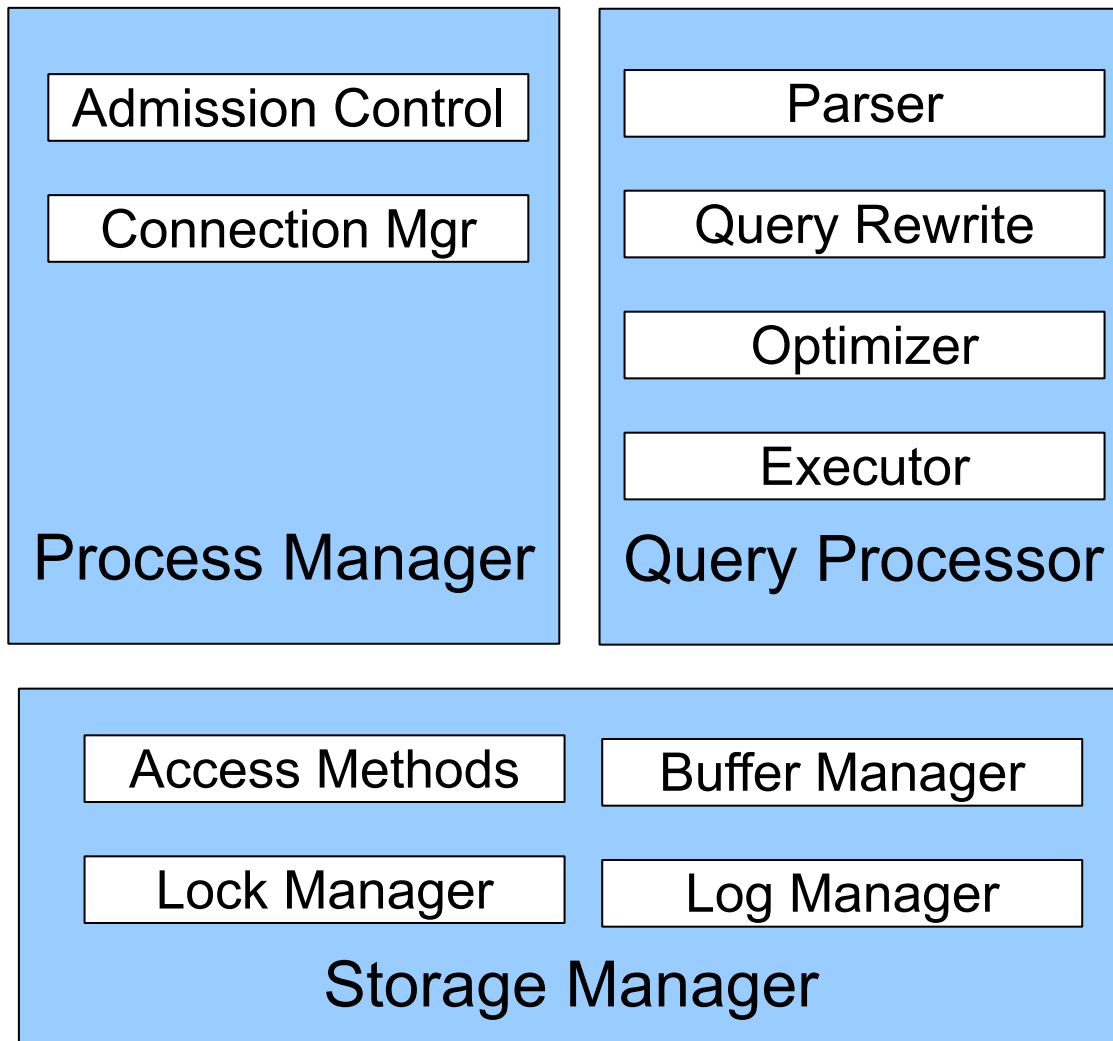 Admission Control
Connection Mgr
Process Manager
Parser
Query Rewrite
Optimizer
Executor
Query Processor
Access Methods
Buffer Manager
Lock Manager
Log Manager
Storage Manager